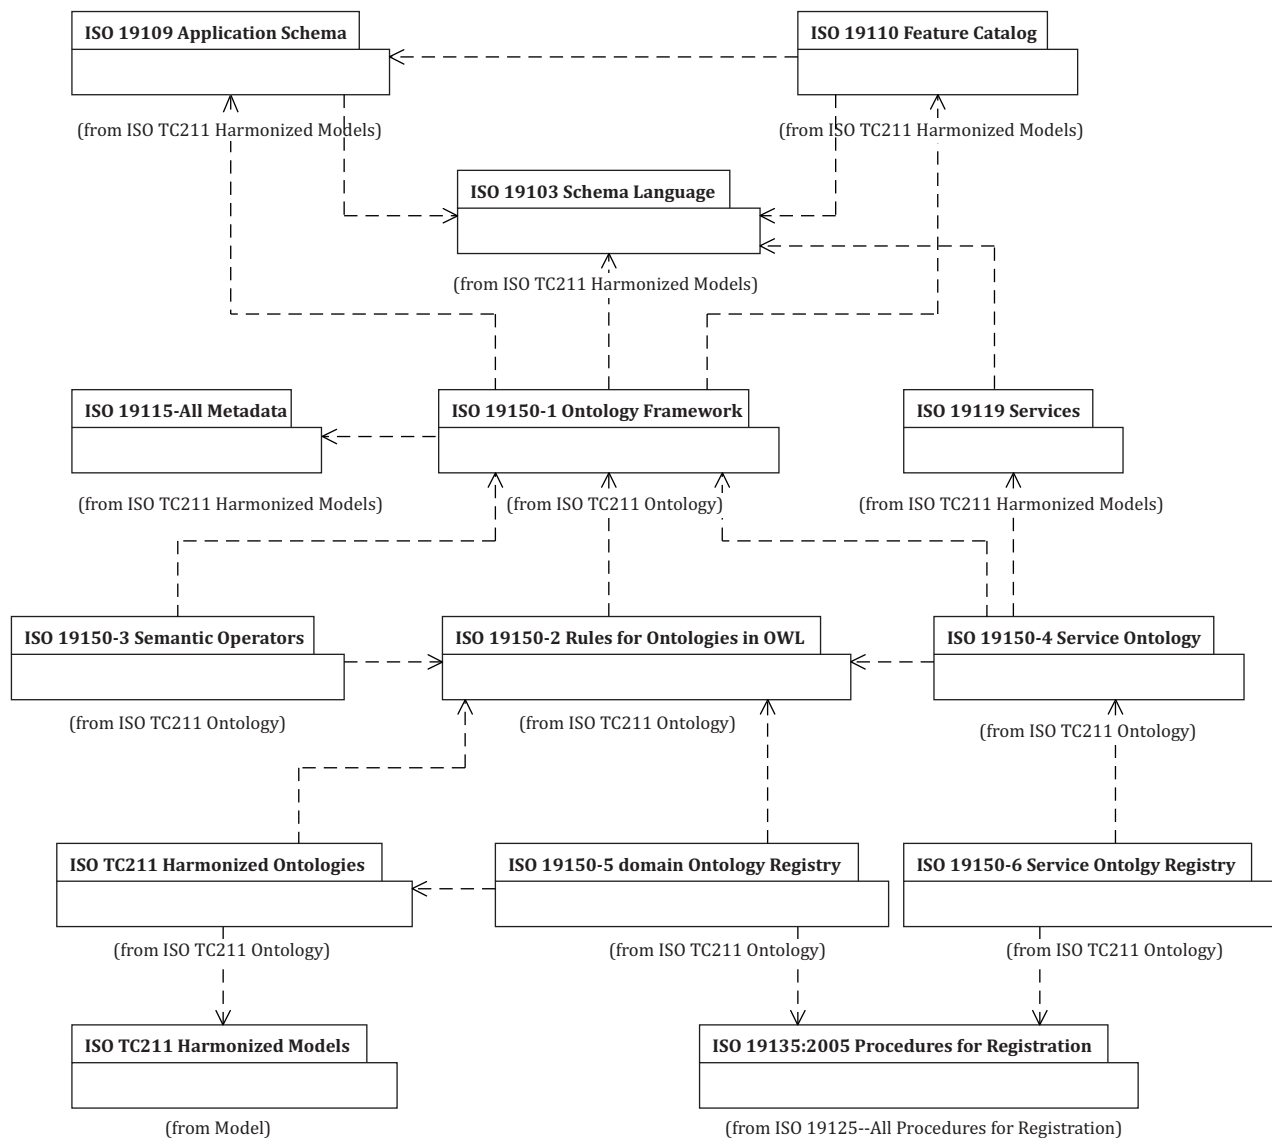 ISO 19109 Application Schema
ISO 19110 Feature Catalog
(from ISO TC211 Harmonized Models)
(from ISO TC211 Harmonized Models)
ISO 19103 Schema Language
(from ISO TC211 Harmonized Models)
ISO 19115-All Metadata
ISO 19150-1 Ontology Framework
ISO 19119 Services
(from ISO TC211 Harmonized Models)
(from ISO TC211 Ontology)
(from ISO TC211 Harmonized Models)
ISO 19150-3 Semantic Operators
ISO 19150-2 Rules for Ontologies in OWL
ISO 19150-4 Service Ontology
(from ISO TC211 Ontology)
(from ISO TC211 Ontology)
(from ISO TC211 Ontology)
ISO TC211 Harmonized Ontologies
ISO 19150-5 domain Ontology Registry
ISO 19150-6 Service Ontolgy Registry
(from ISO TC211 Ontology)
(from ISO TC211 Ontology)
(from ISO TC211 Ontology)
ISO TC211 Harmonized Models
ISO 19135:2005 Procedures for Registration
(from Model)
(from ISO 19125--All Procedures for Registration)